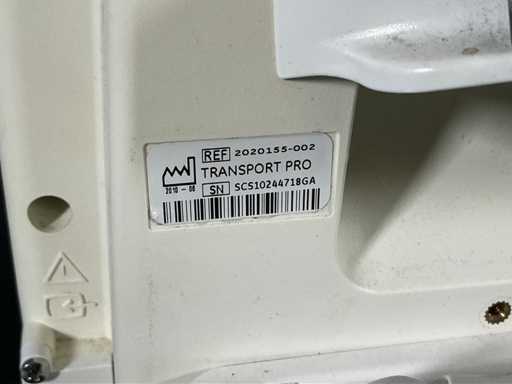 REF 2020155-002
TRANSPORT PRO
2010-08 SN SCS10244718GA